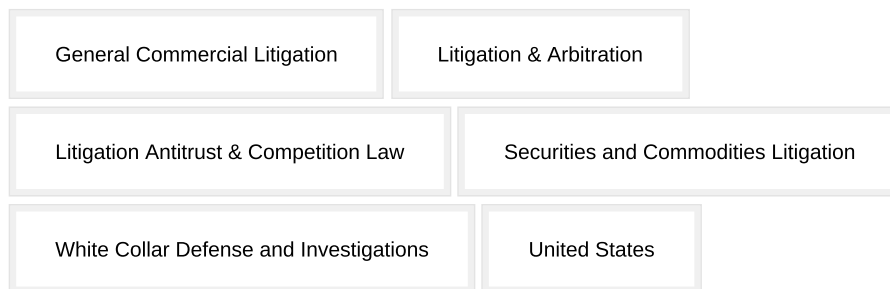 General Commercial Litigation
Litigation & Arbitration
Litigation Antitrust & Competition Law
Securities and Commodities Litigation
White Collar Defense and Investigations
United States